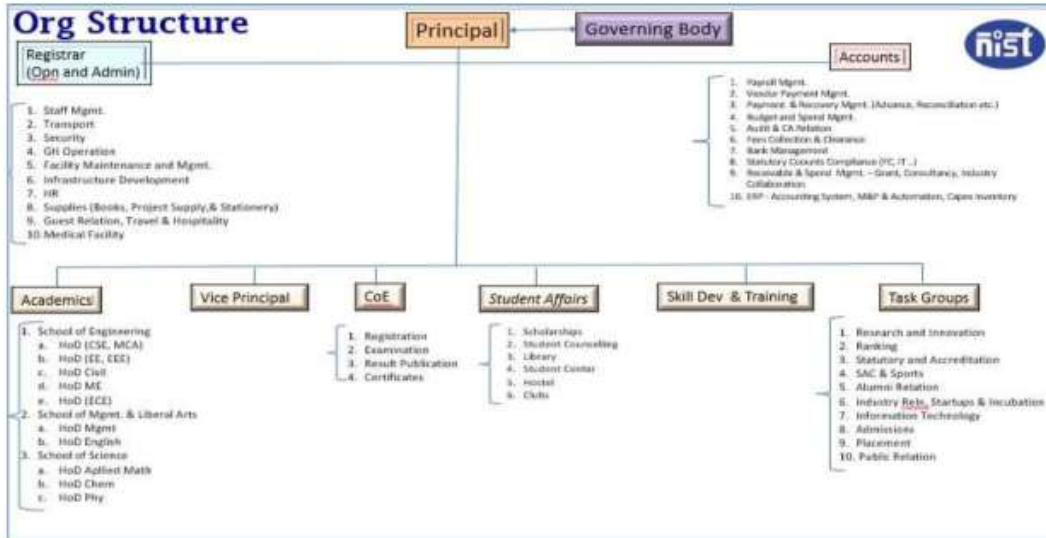 Org Structure
Principal
Governing Body
nist
Registrar
(Opn and Admin)
Accounts
1. Staff Mgmt.
2. Transport
3. Security
4. GH Operation
5. Facility Maintenance and Mgmt.
6. Infrastructure Development
7. HR
8. Supplies (Books, Project Supply,& Stationery)
9. Guest Relation, Travel & Hospitality
10. Medical Facility
1. Payroll Mgmt.
2. Vendor Payment Mgmt.
3. Payment & Recovery Mgmt. (Advance, Reconciliation etc.)
4. Budget and Spend Mgmt.
5. Audit & CA Relation
6. Fees Collection & Clearance
7. Bank Management
8. Statutory Compliance
9. Receivable & Spend Mgmt. – Grant, Consultancy, Industry
Collaboration
10. ERP - Accounting System, & Automation, Capex Inventory
Academics
Vice Principal
CoE
Student Affairs
Skill Dev & Training
Task Groups
1. School of Engineering
a. HoD (CSE, MCA)
b. HoD (EE, EEE)
c. HoD Civil
d. HoD ME
e. HoD (ECE)
2. School of Mgmt. & Liberal Arts
a. HoD Mgmt
b. HoD English
3. School of Science
a. HoD Apllied Math
b. HoD Chem
c. HoD Phy
1. Registration
2. Examination
3. Result Publication
4. Certificates
1. Scholarships
2. Student Counselling
3. Library
4. Student Center
5. Hostel
6. Clubs
1. Research and Innovation
2. Ranking
3. Statutory and Accreditation
4. SAC & Sports
5. Alumni Relation
6. Industry Reln, Startups & Incubation
7. Information Technology
8. Admissions
9. Placement
10. Public Relation